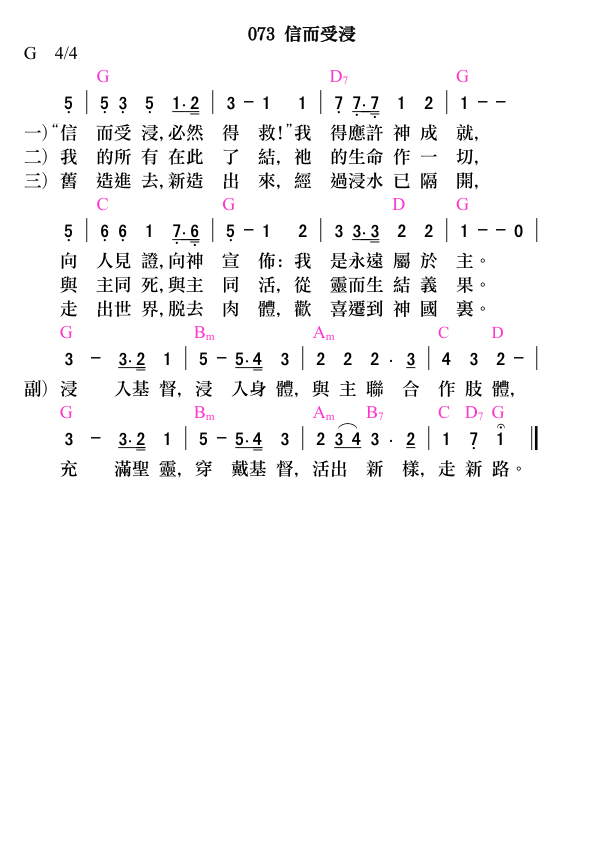 073 信而受浸
G 4/4
G D7 G
5 | 5 3 5 1·2 | 3 - 1 1 | 7 7·7 1 2 | 1 - -
一)“信 而受 浸,必然 得 救!”我 得應許 神 成 就,
二) 我 的所 有 在此 了 結, 祂 的生命 作 一 切,
三) 舊 造進 去,新造 出 來, 經 過浸水 已 隔 開,
C G D G
5 | 6 6 1 7·6 | 5 - 1 2 | 3 3·3 2 2 | 1 - - 0 |
向 人見 證,向神 宣 佈: 我 是永遠 屬 於 主。
與 主同 死,與主 同 活, 從 靈而生 結 義 果。
走 出世 界,脫去 肉 體, 歡 喜遷到 神 國 裏。
G Bm Am C D
3 - 3·2 1 | 5 - 5·4 3 | 2 2 2 · 3 | 4 3 2 - |
副) 浸 入基 督, 浸 入身 體, 與 主 聯 合 作 肢 體,
G Bm Am B7 C D7 G
3 - 3·2 1 | 5 - 5·4 3 | 2 3 4 3 · 2 | 1 7 1 ‖
充 滿聖 靈, 穿 戴基 督, 活出 新 樣, 走 新 路。